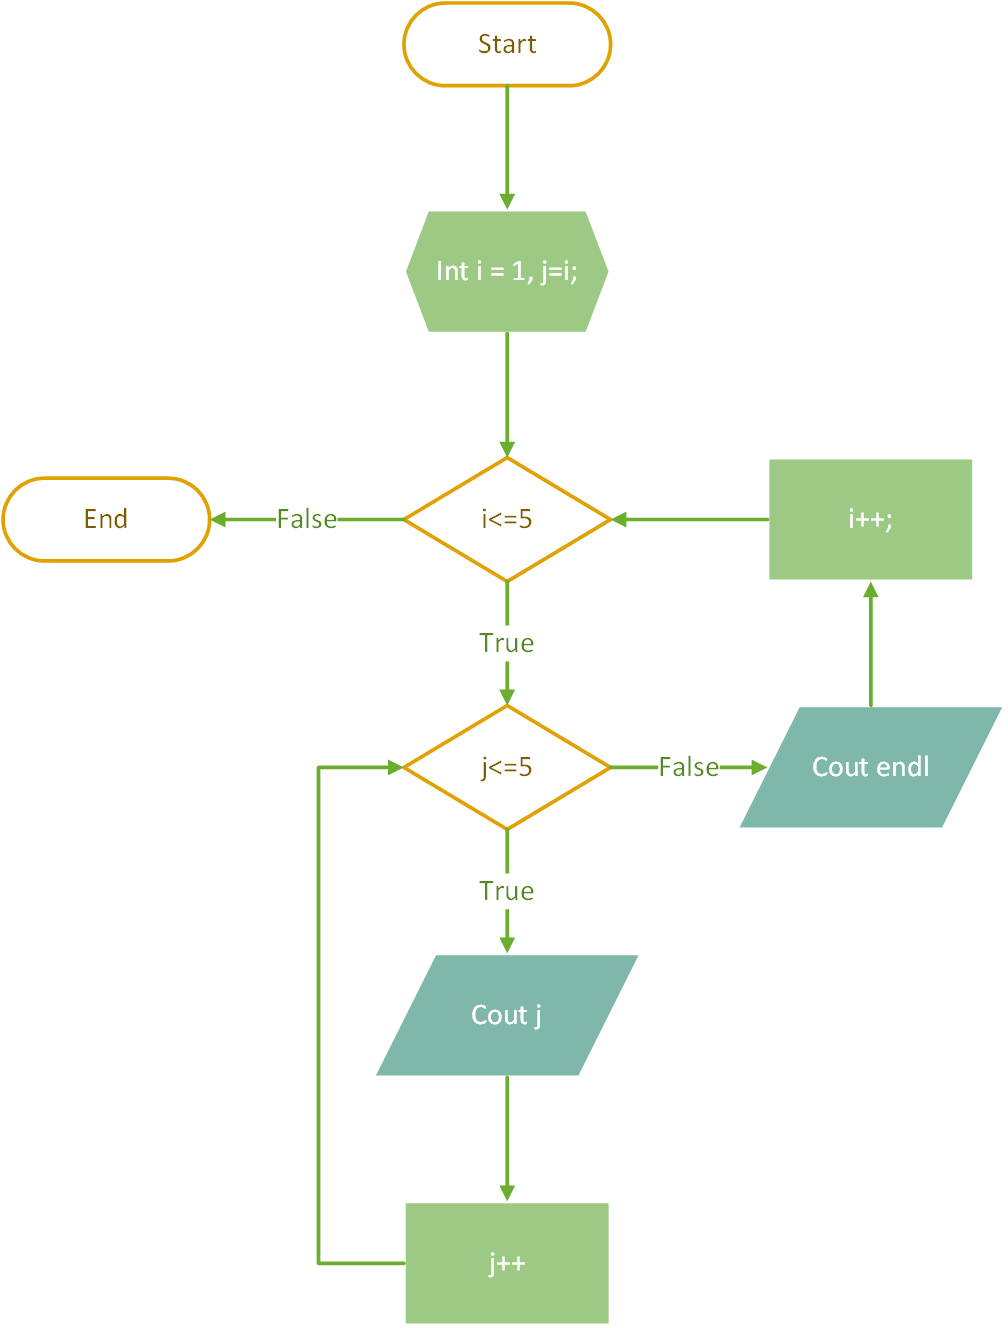 Start
Int i = 1, j=i;
End
False
i<=5
i++;
True
j<=5
False
Cout endl
True
Cout j
j++